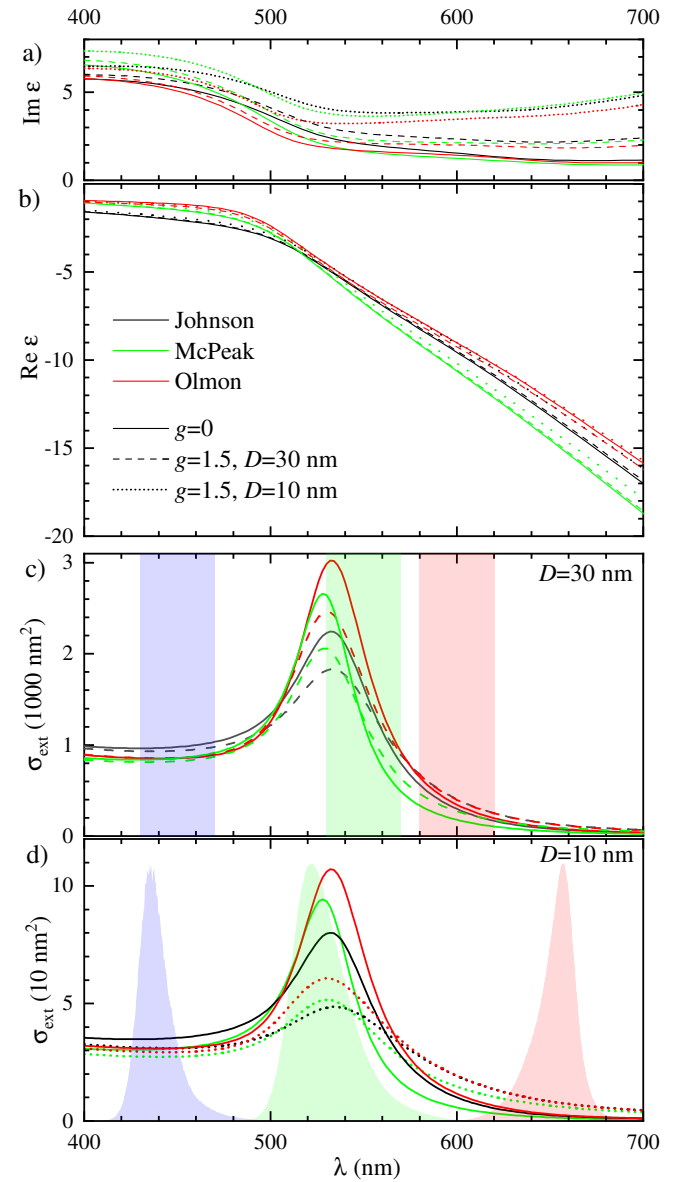 400 500 600 700
a)
Im ε
5
0
b)
Re ε
-5
-10
-15
-20
Johnson
McPeak
Olmon
g=0
g=1.5, D=30 nm
g=1.5, D=10 nm
c)
D=30 nm
σext (1000 nm²)
3
2
1
0
d)
D=10 nm
σext (10 nm²)
10
5
0
400 500 600 700
λ (nm)